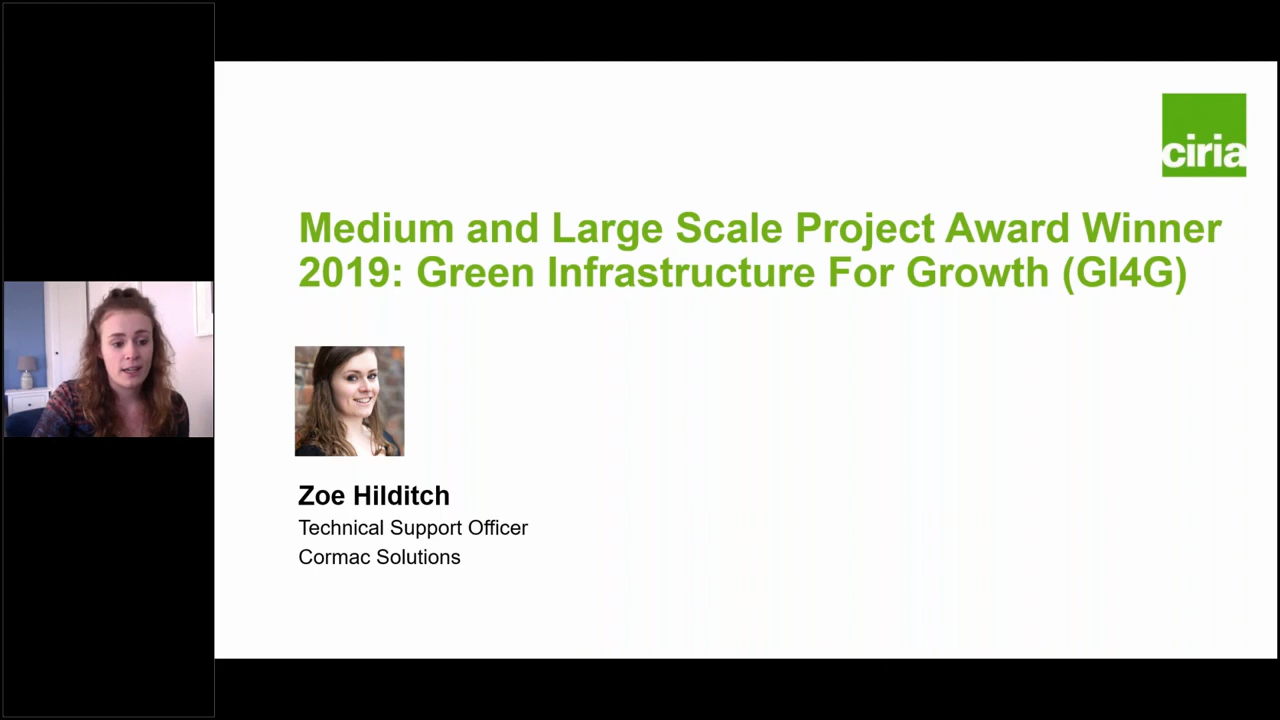 ciria
Medium and Large Scale Project Award Winner
2019: Green Infrastructure For Growth (GI4G)
Zoe Hilditch
Technical Support Officer
Cormac Solutions